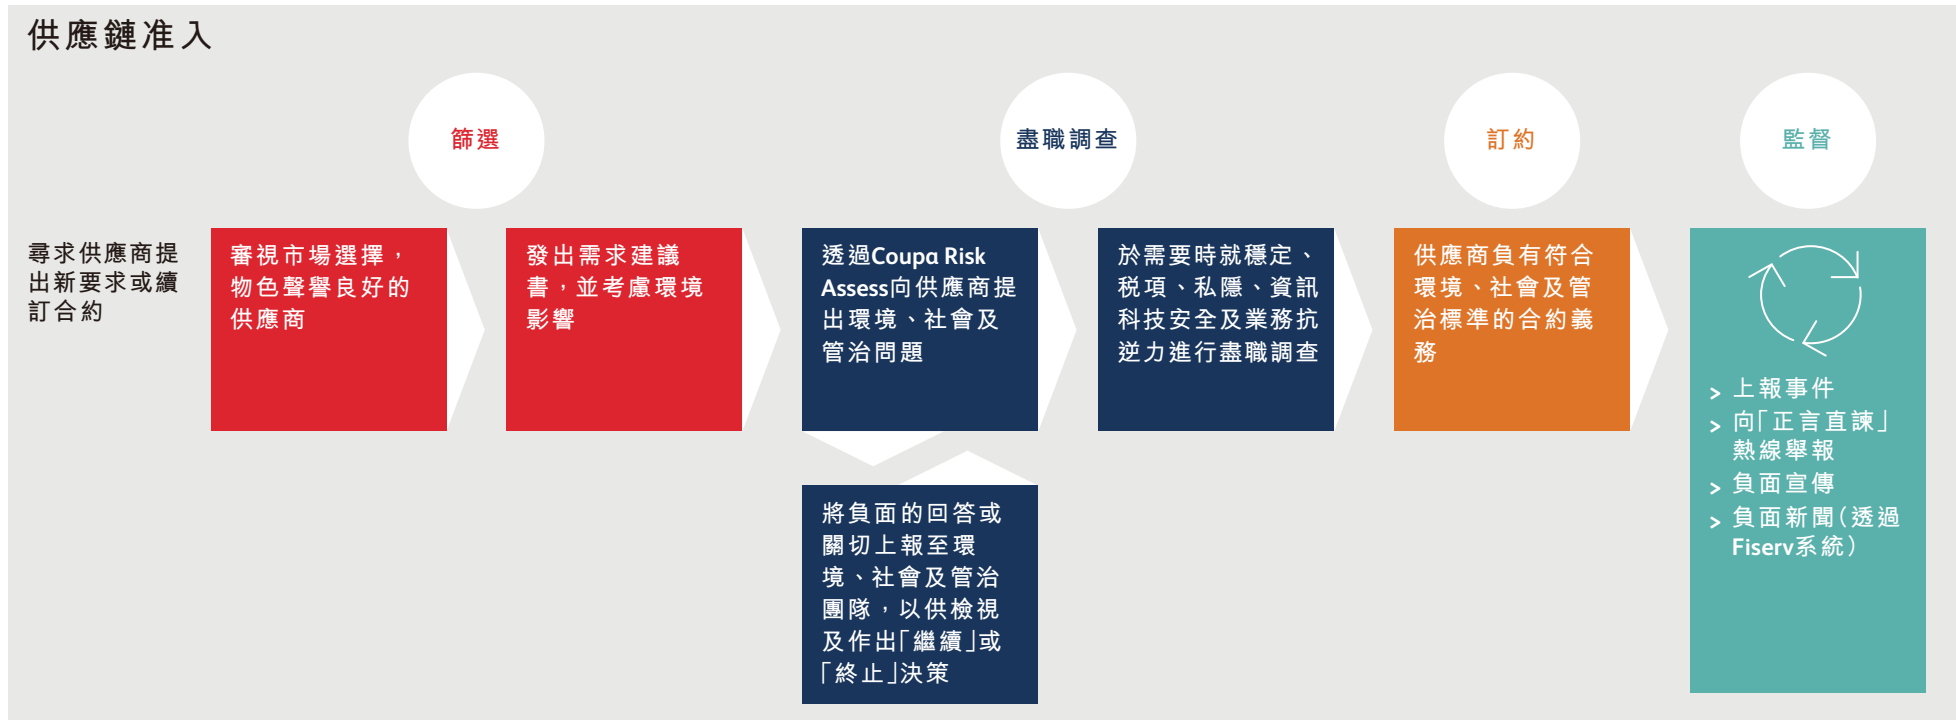 供應鏈准入
篩選
盡職調查
訂約
監督
尋求供應商提
出新要求或續
訂合約
審視市場選擇，
物色聲譽良好的
供應商
發出需求建議
書，並考慮環境
影響
透過Coupa Risk
Assess向供應商提
出環境、社會及
管治問題
將負面的回答或
關切上報至環
境、社會及管治
團隊，以供檢視
及作出「繼續」或
「終止」決策
於需要時就穩定、
税項、私隱、資訊
科技安全及業務抗
逆力進行盡職調查
供應商負有符合
環境、社會及管
治標準的合約義
務
> 上報事件
> 向「正言直諫」
熱線舉報
> 負面宣傳
> 負面新聞（透過
Fiserv系統）